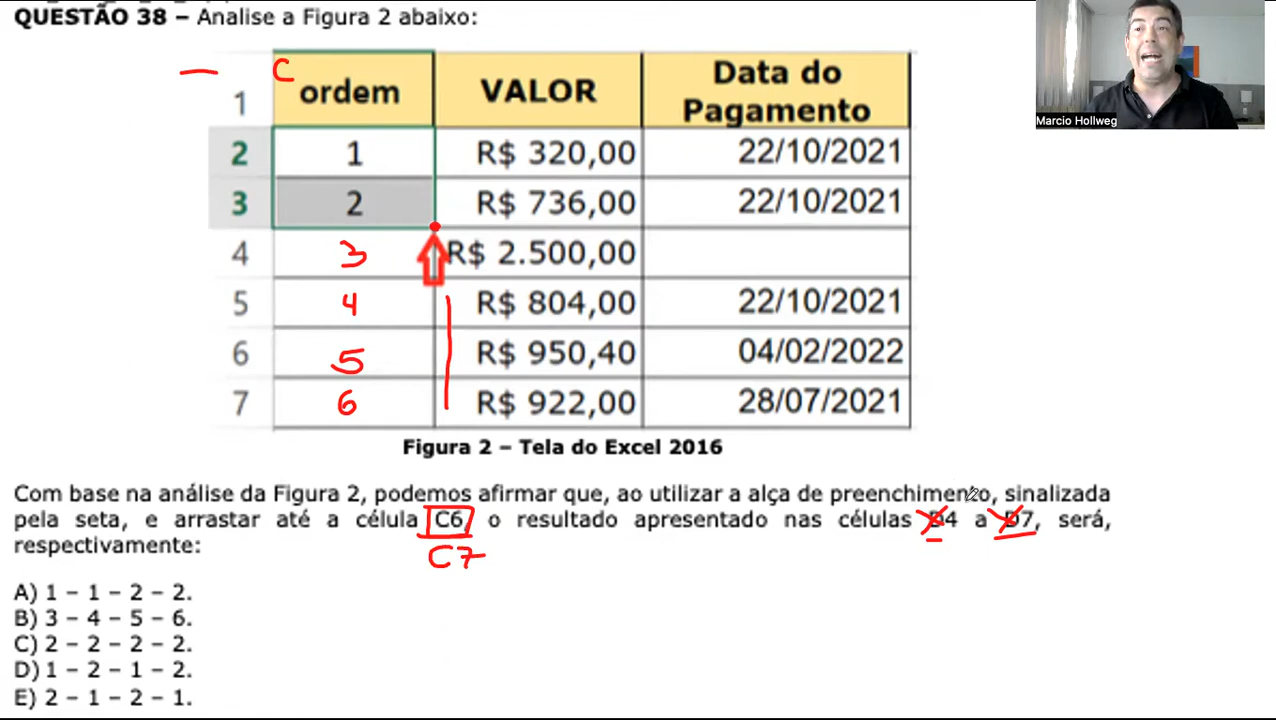 QUESTÃO 38 – Analise a Figura 2 abaixo:
Marcio Hollweg
C
1 ordem VALOR Data do Pagamento
2 1 R$ 320,00 22/10/2021
3 2 R$ 736,00 22/10/2021
4 3 R$ 2.500,00
5 4 R$ 804,00 22/10/2021
6 5 R$ 950,40 04/02/2022
7 6 R$ 922,00 28/07/2021
Figura 2 – Tela do Excel 2016
Com base na análise da Figura 2, podemos afirmar que, ao utilizar a alça de preenchimento, sinalizada
pela seta, e arrastar até a célula C6, o resultado apresentado nas células D4 a D7, será,
C7
respectivamente:
A) 1 – 1 – 2 – 2.
B) 3 – 4 – 5 – 6.
C) 2 – 2 – 2 – 2.
D) 1 – 2 – 1 – 2.
E) 2 – 1 – 2 – 1.